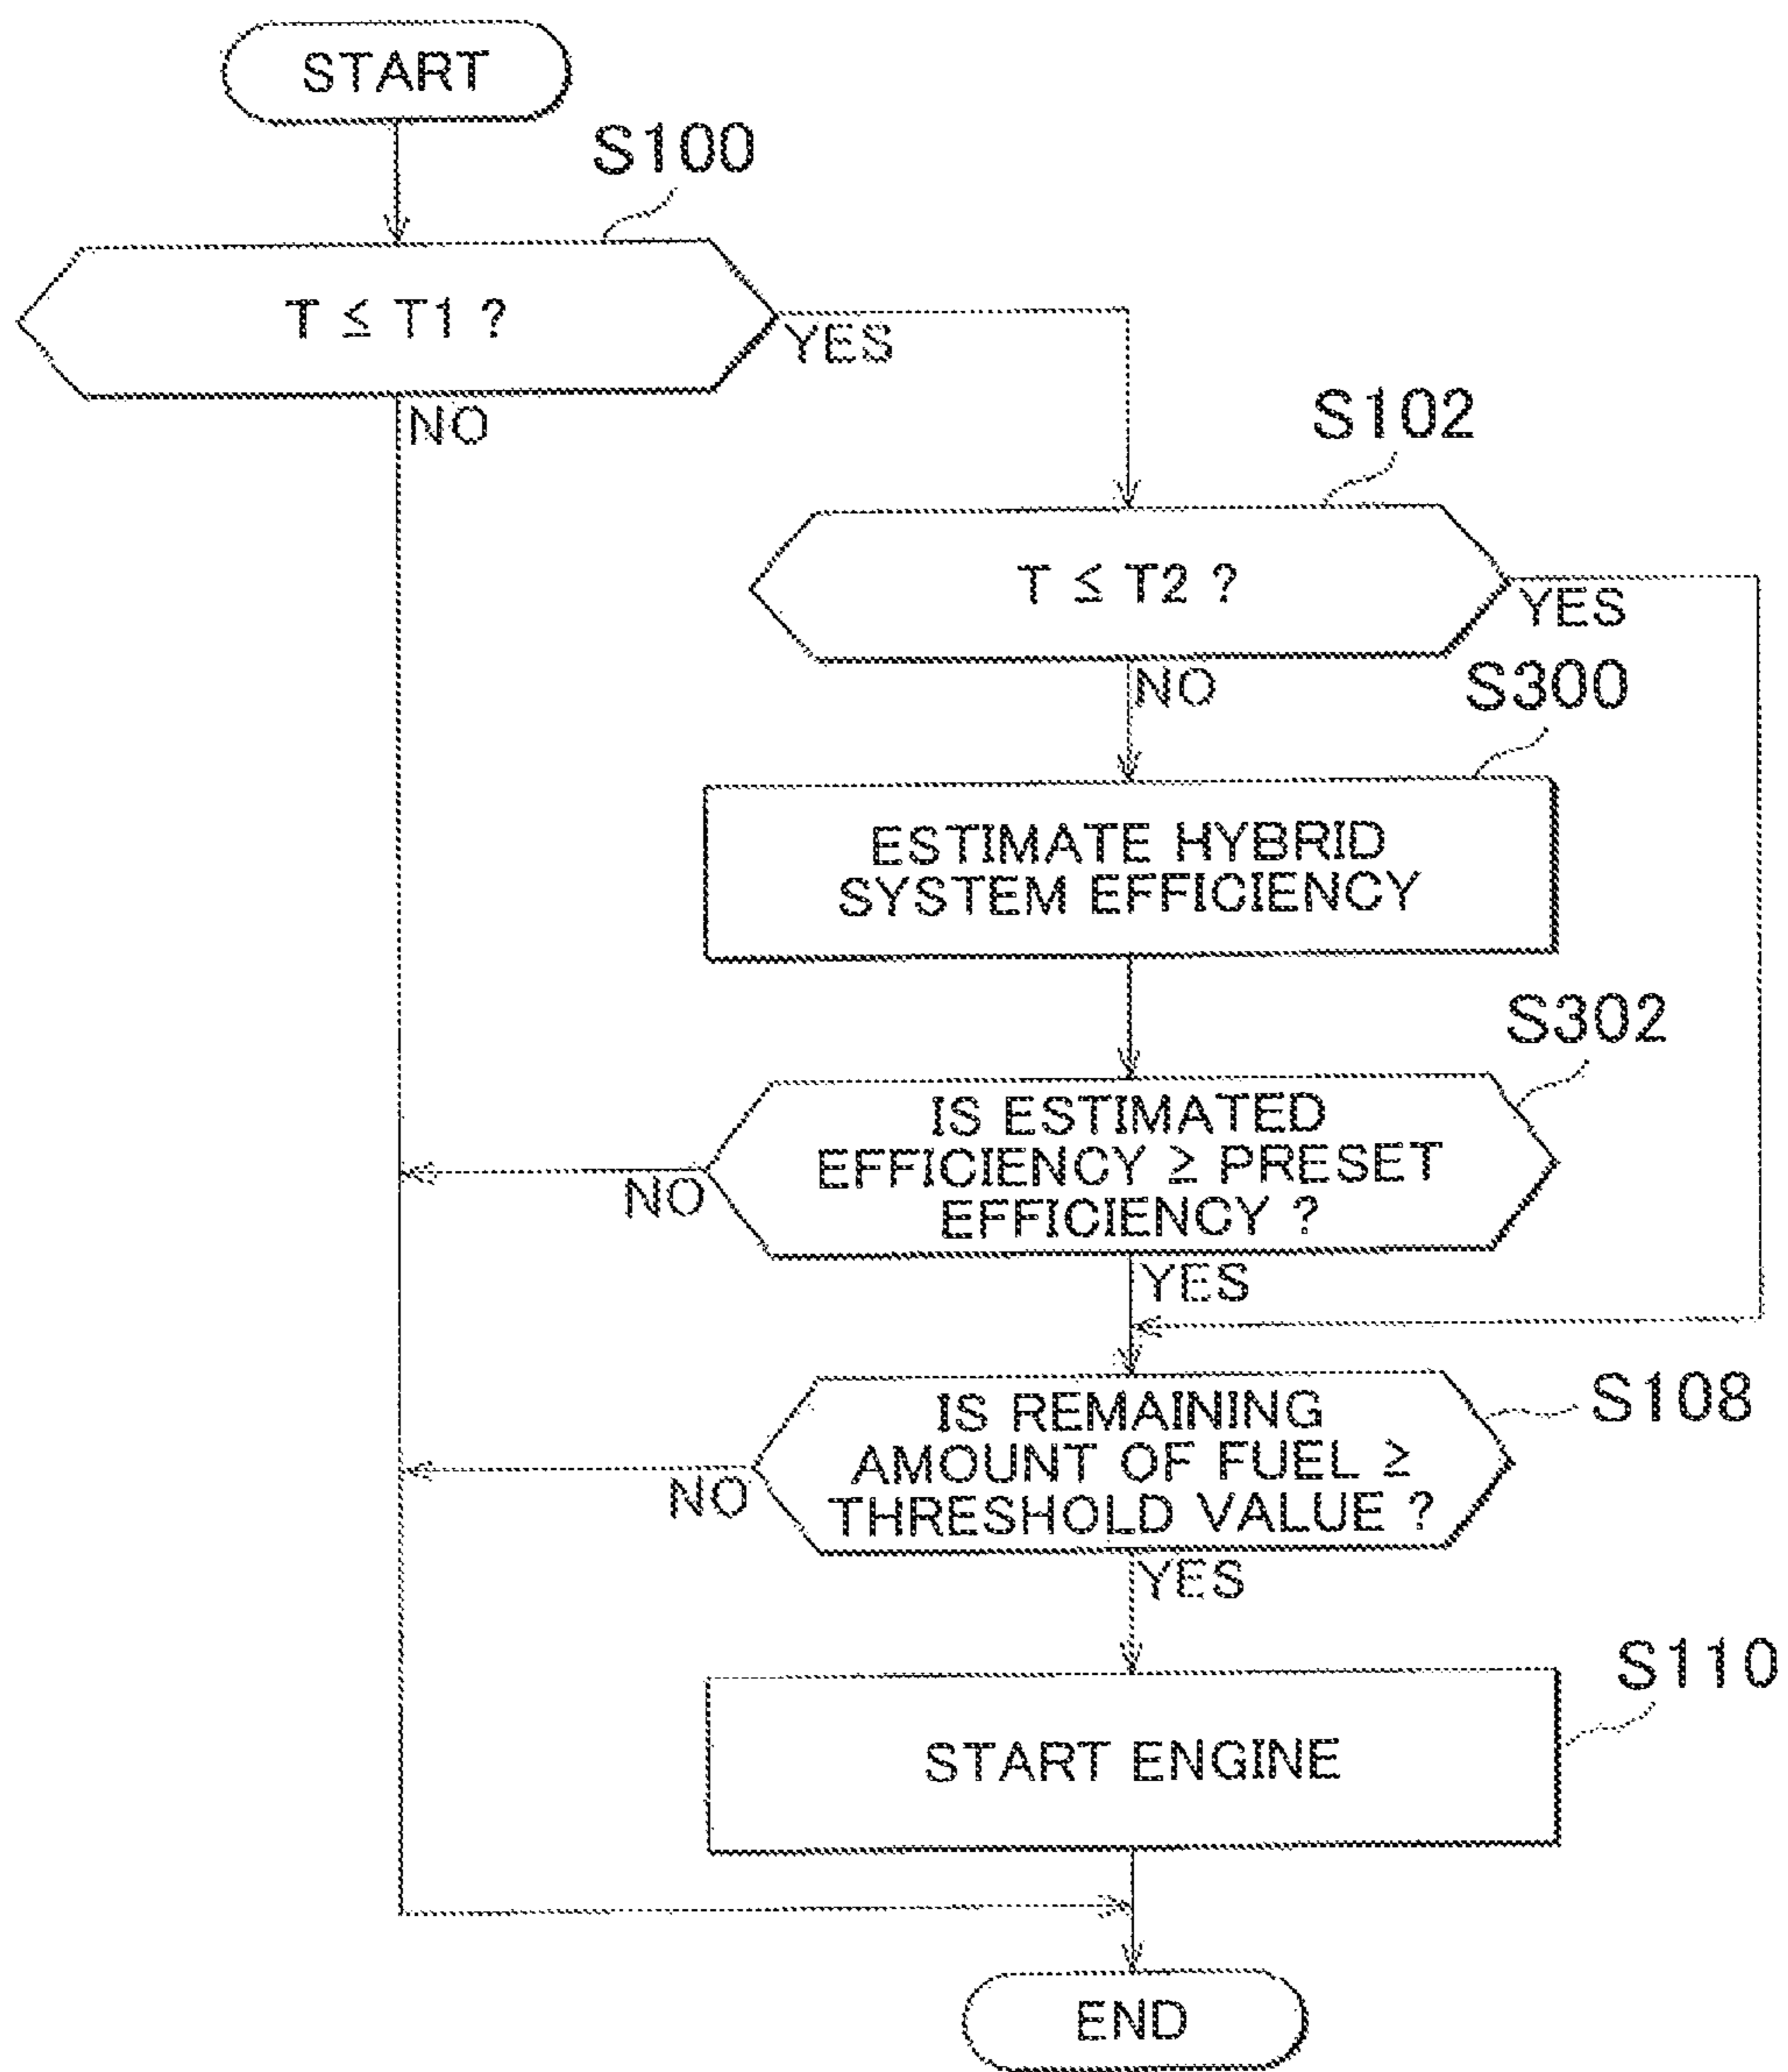 START
S100
T ≦ T1 ?
YES
NO
S102
T ≦ T2 ?
YES
NO
S300
ESTIMATE HYBRID
SYSTEM EFFICIENCY
S302
IS ESTIMATED
EFFICIENCY ≧ PRESET
EFFICIENCY ?
NO
YES
S108
IS REMAINING
AMOUNT OF FUEL ≧
THRESHOLD VALUE ?
NO
YES
S110
START ENGINE
END